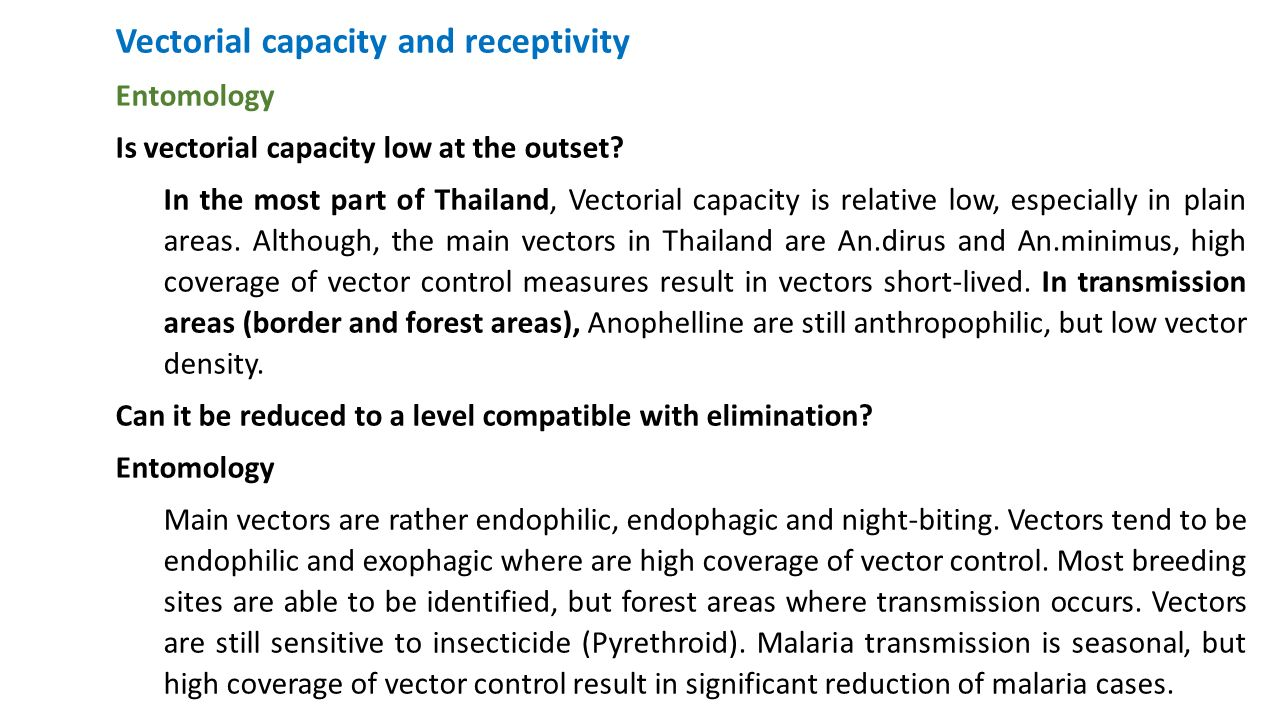 Vectorial capacity and receptivity
Entomology
Is vectorial capacity low at the outset?
In the most part of Thailand, Vectorial capacity is relative low, especially in plain
areas. Although, the main vectors in Thailand are An.dirus and An.minimus, high
coverage of vector control measures result in vectors short-lived. In transmission
areas (border and forest areas), Anophelline are still anthropophilic, but low vector
density.
Can it be reduced to a level compatible with elimination?
Entomology
Main vectors are rather endophilic, endophagic and night-biting. Vectors tend to be
endophilic and exophagic where are high coverage of vector control. Most breeding
sites are able to be identified, but forest areas where transmission occurs. Vectors
are still sensitive to insecticide (Pyrethroid). Malaria transmission is seasonal, but
high coverage of vector control result in significant reduction of malaria cases.